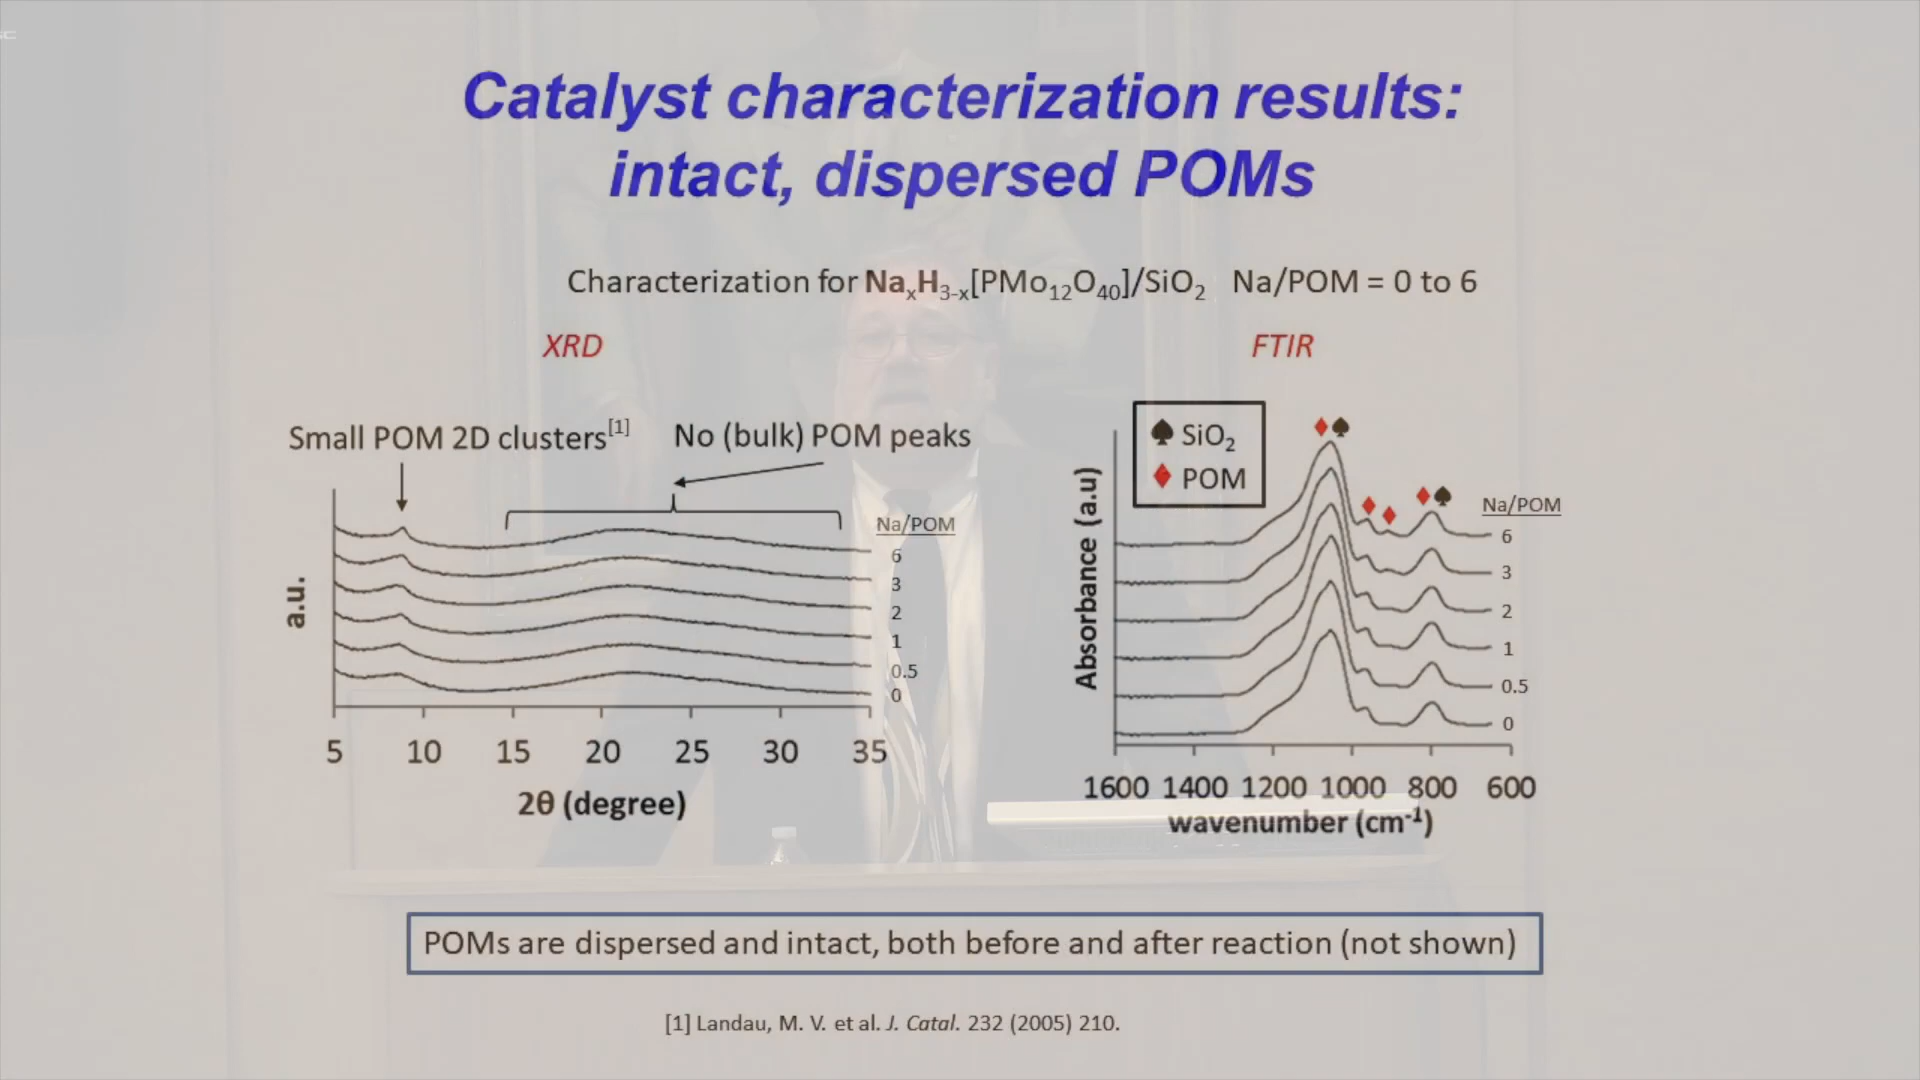 Catalyst characterization results:
intact, dispersed POMs
Characterization for NaₓH₃₋ₓ[PMo₁₂O₄₀]/SiO₂ Na/POM = 0 to 6
XRD
Small POM 2D clusters[1]
No (bulk) POM peaks
Na/POM
6
3
2
1
0.5
0
a.u.
5 10 15 20 25 30 35
2θ (degree)
FTIR
SiO₂
POM
Na/POM
6
3
2
1
0.5
0
Absorbance (a.u)
1600 1400 1200 1000 800 600
wavenumber (cm⁻¹)
POMs are dispersed and intact, both before and after reaction (not shown)
[1] Landau, M. V. et al. J. Catal. 232 (2005) 210.